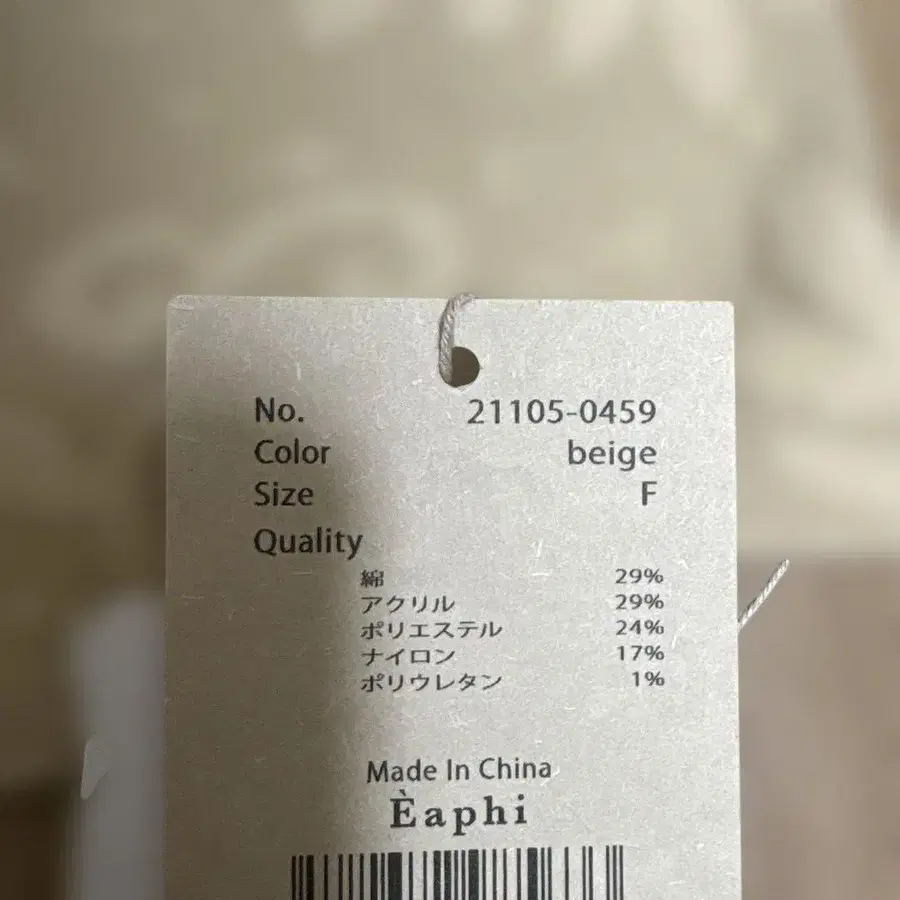 No. 21105-0459
Color beige
Size F
Quality
綿 29%
アクリル 29%
ポリエステル 24%
ナイロン 17%
ポリウレタン 1%
Made In China
Èaphi